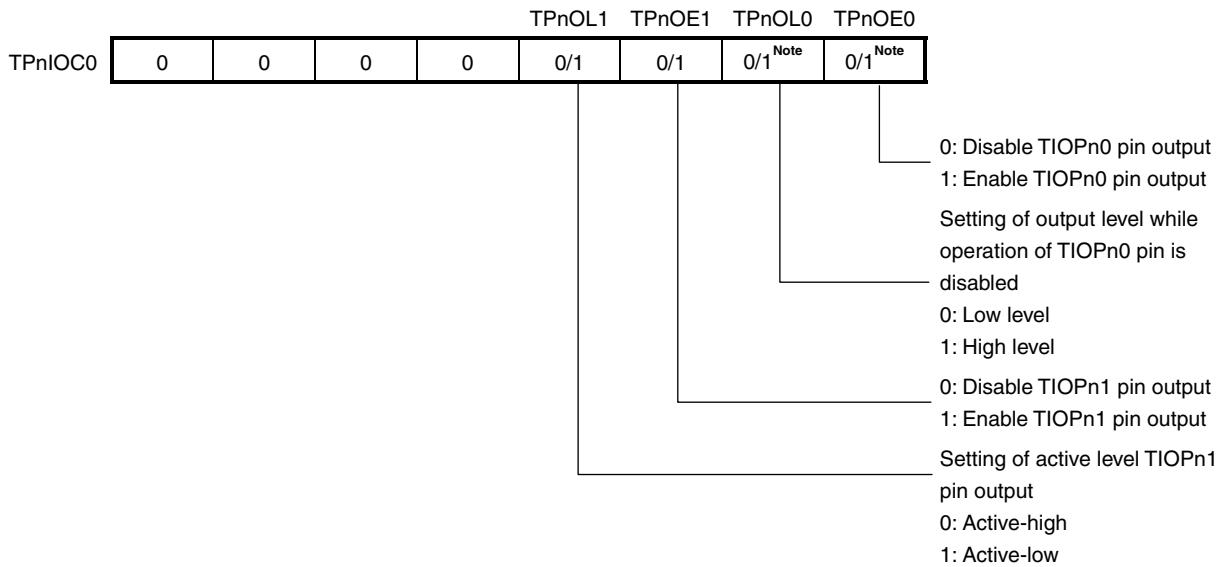 TPnOL1 TPnOE1 TPnOL0 TPnOE0
TPnIOC0 0 0 0 0 0/1 0/1 0/1Note 0/1Note
0: Disable TIOPn0 pin output
1: Enable TIOPn0 pin output
Setting of output level while
operation of TIOPn0 pin is
disabled
0: Low level
1: High level
0: Disable TIOPn1 pin output
1: Enable TIOPn1 pin output
Setting of active level TIOPn1
pin output
0: Active-high
1: Active-low